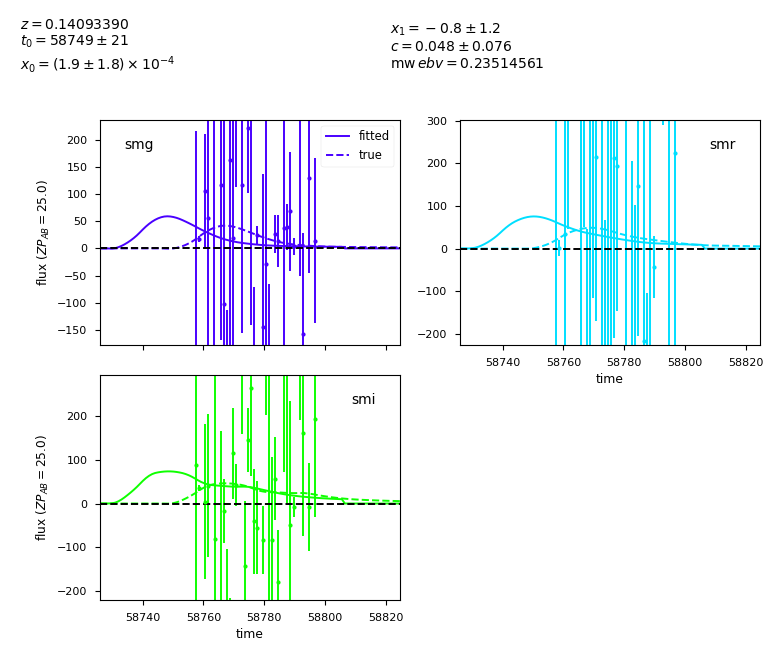 z = 0.14093390
t₀ = 58749 ± 21
x₀ = (1.9 ± 1.8) × 10⁻⁴
x₁ = −0.8 ± 1.2
c = 0.048 ± 0.076
mw ebv = 0.23514561
smg
fitted
true
200
150
100
50
0
−50
−100
−150
flux (ZP_AB = 25.0)
smr
300
200
100
0
−100
−200
58740 58760 58780 58800 58820
time
smi
200
100
0
−100
−200
flux (ZP_AB = 25.0)
58740 58760 58780 58800 58820
time